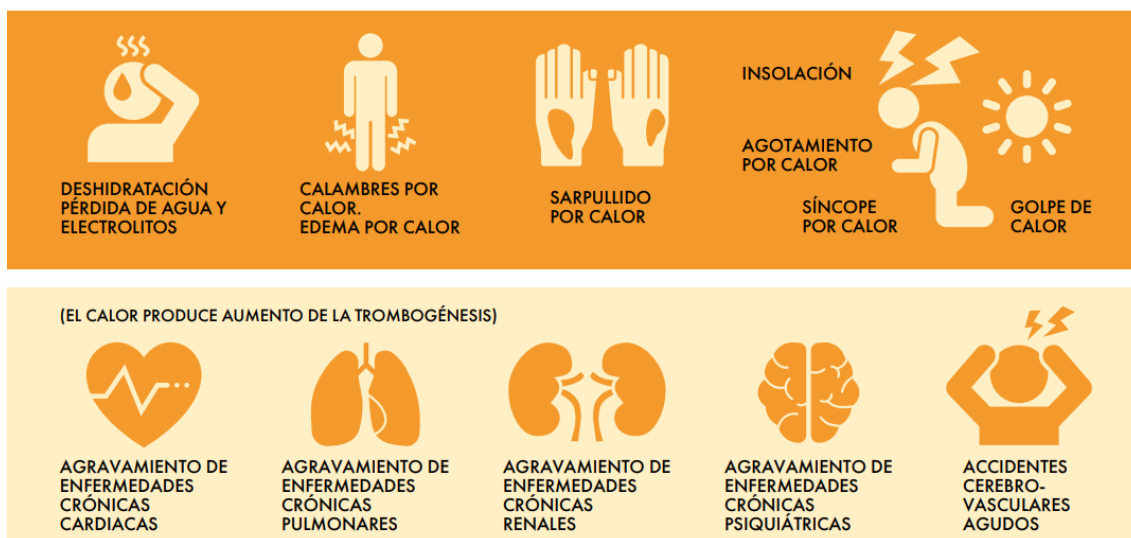 DESHIDRATACIÓN
PÉRDIDA DE AGUA Y
ELECTROLITOS
CALAMBRES POR
CALOR.
EDEMA POR CALOR
SARPULLIDO
POR CALOR
INSOLACIÓN
AGOTAMIENTO
POR CALOR
SÍNCOPE
POR CALOR
GOLPE DE
CALOR
(EL CALOR PRODUCE AUMENTO DE LA TROMBOGÉNESIS)
AGRAVAMIENTO DE
ENFERMEDADES
CRÓNICAS
CARDIACAS
AGRAVAMIENTO DE
ENFERMEDADES
CRÓNICAS
PULMONARES
AGRAVAMIENTO DE
ENFERMEDADES
CRÓNICAS
RENALES
AGRAVAMIENTO DE
ENFERMEDADES
CRÓNICAS
PSIQUIÁTRICAS
ACCIDENTES
CEREBRO-
VASCULARES
AGUDOS